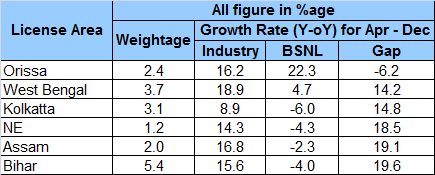 All figure in %age
License Area Weightage Growth Rate (Y-oY) for Apr - Dec
Industry BSNL Gap
Orissa 2.4 16.2 22.3 -6.2
West Bengal 3.7 18.9 4.7 14.2
Kolkatta 3.1 8.9 -6.0 14.8
NE 1.2 14.3 -4.3 18.5
Assam 2.0 16.8 -2.3 19.1
Bihar 5.4 15.6 -4.0 19.6